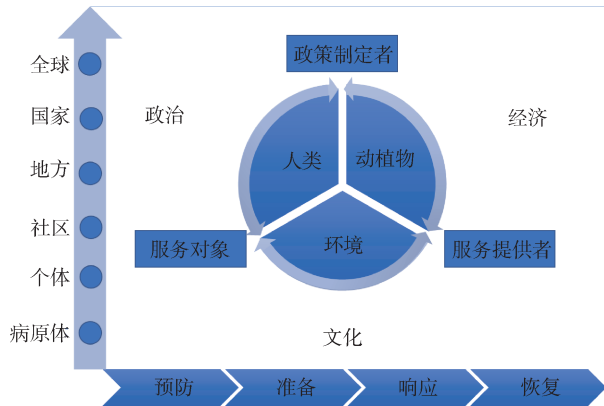 政策制定者
全球
国家
政治
经济
人类
动植物
地方
社区
服务对象
环境
服务提供者
个体
病原体
文化
预防
准备
响应
恢复